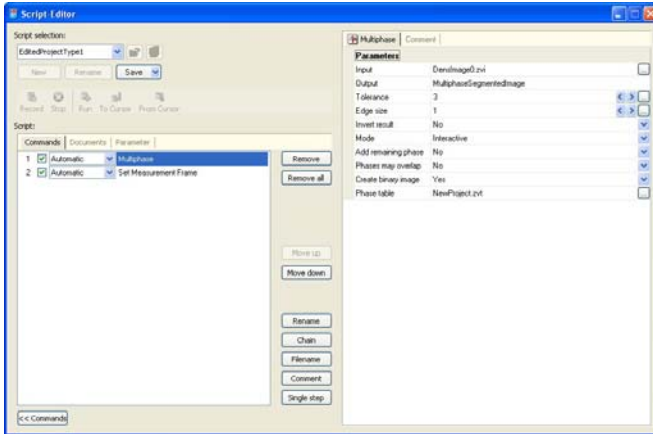 Script-Editor
Script selection:
EditedProjectType1
New Rename Save
Record Stop Run To Cursor From Cursor
Script:
Commands Documents Parameter
1 Automatic Multiphase
2 Automatic Set Measurement Frame
Remove
Remove all
Move up
Move down
Rename
Chain
Filename
Comment
Single step
<< Commands
Multiphase Comment
Parameters
Input DensImage0.zvi
Output MultiphaseSegmentedImage
Tolerance 3
Edge size 1
Invert result No
Mode Interactive
Add remaining phase No
Phases may overlap No
Create binary image Yes
Phase table NewProject.zvt